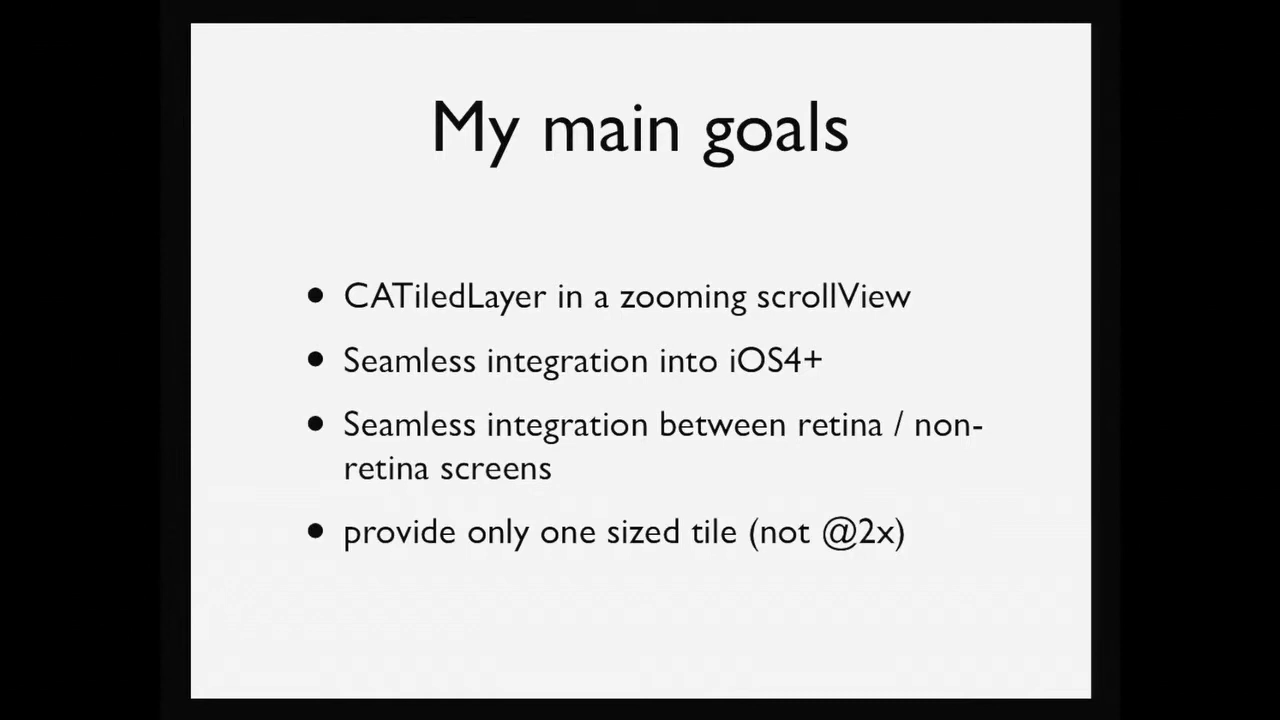 My main goals
• CATiledLayer in a zooming scrollView
• Seamless integration into iOS4+
• Seamless integration between retina / non-
retina screens
• provide only one sized tile (not @2x)